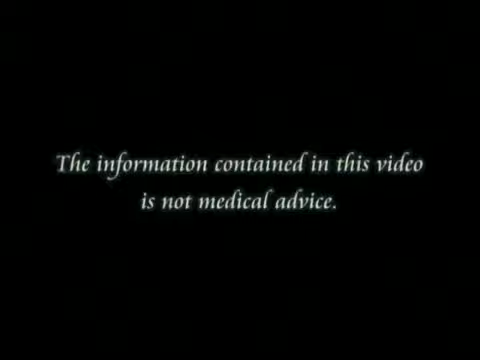 The information contained in this video
is not medical advice.